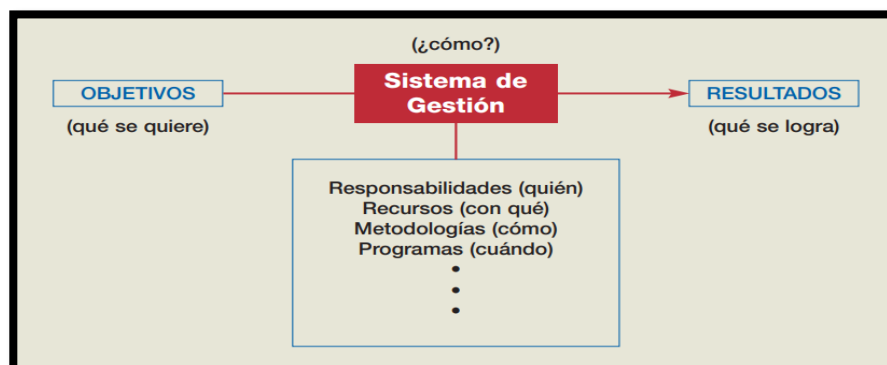 (¿cómo?)
Sistema de
Gestión
OBJETIVOS
(qué se quiere)
RESULTADOS
(qué se logra)
Responsabilidades (quién)
Recursos (con qué)
Metodologías (cómo)
Programas (cuándo)
•
•
•